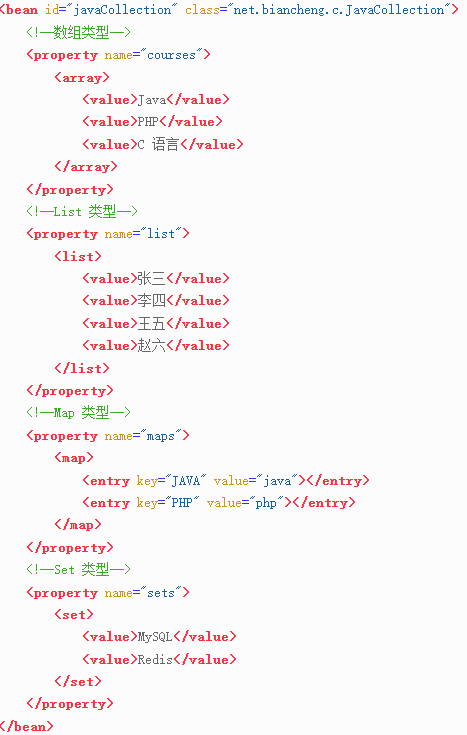 <bean id="javaCollection" class="net.biancheng.c.JavaCollection">
<!--数组类型-->
<property name="courses">
<array>
<value>Java</value>
<value>PHP</value>
<value>C 语言</value>
</array>
</property>
<!--List 类型-->
<property name="list">
<list>
<value>张三</value>
<value>李四</value>
<value>王五</value>
<value>赵六</value>
</list>
</property>
<!--Map 类型-->
<property name="maps">
<map>
<entry key="JAVA" value="java"></entry>
<entry key="PHP" value="php"></entry>
</map>
</property>
<!--Set 类型-->
<property name="sets">
<set>
<value>MySQL</value>
<value>Redis</value>
</set>
</property>
</bean>